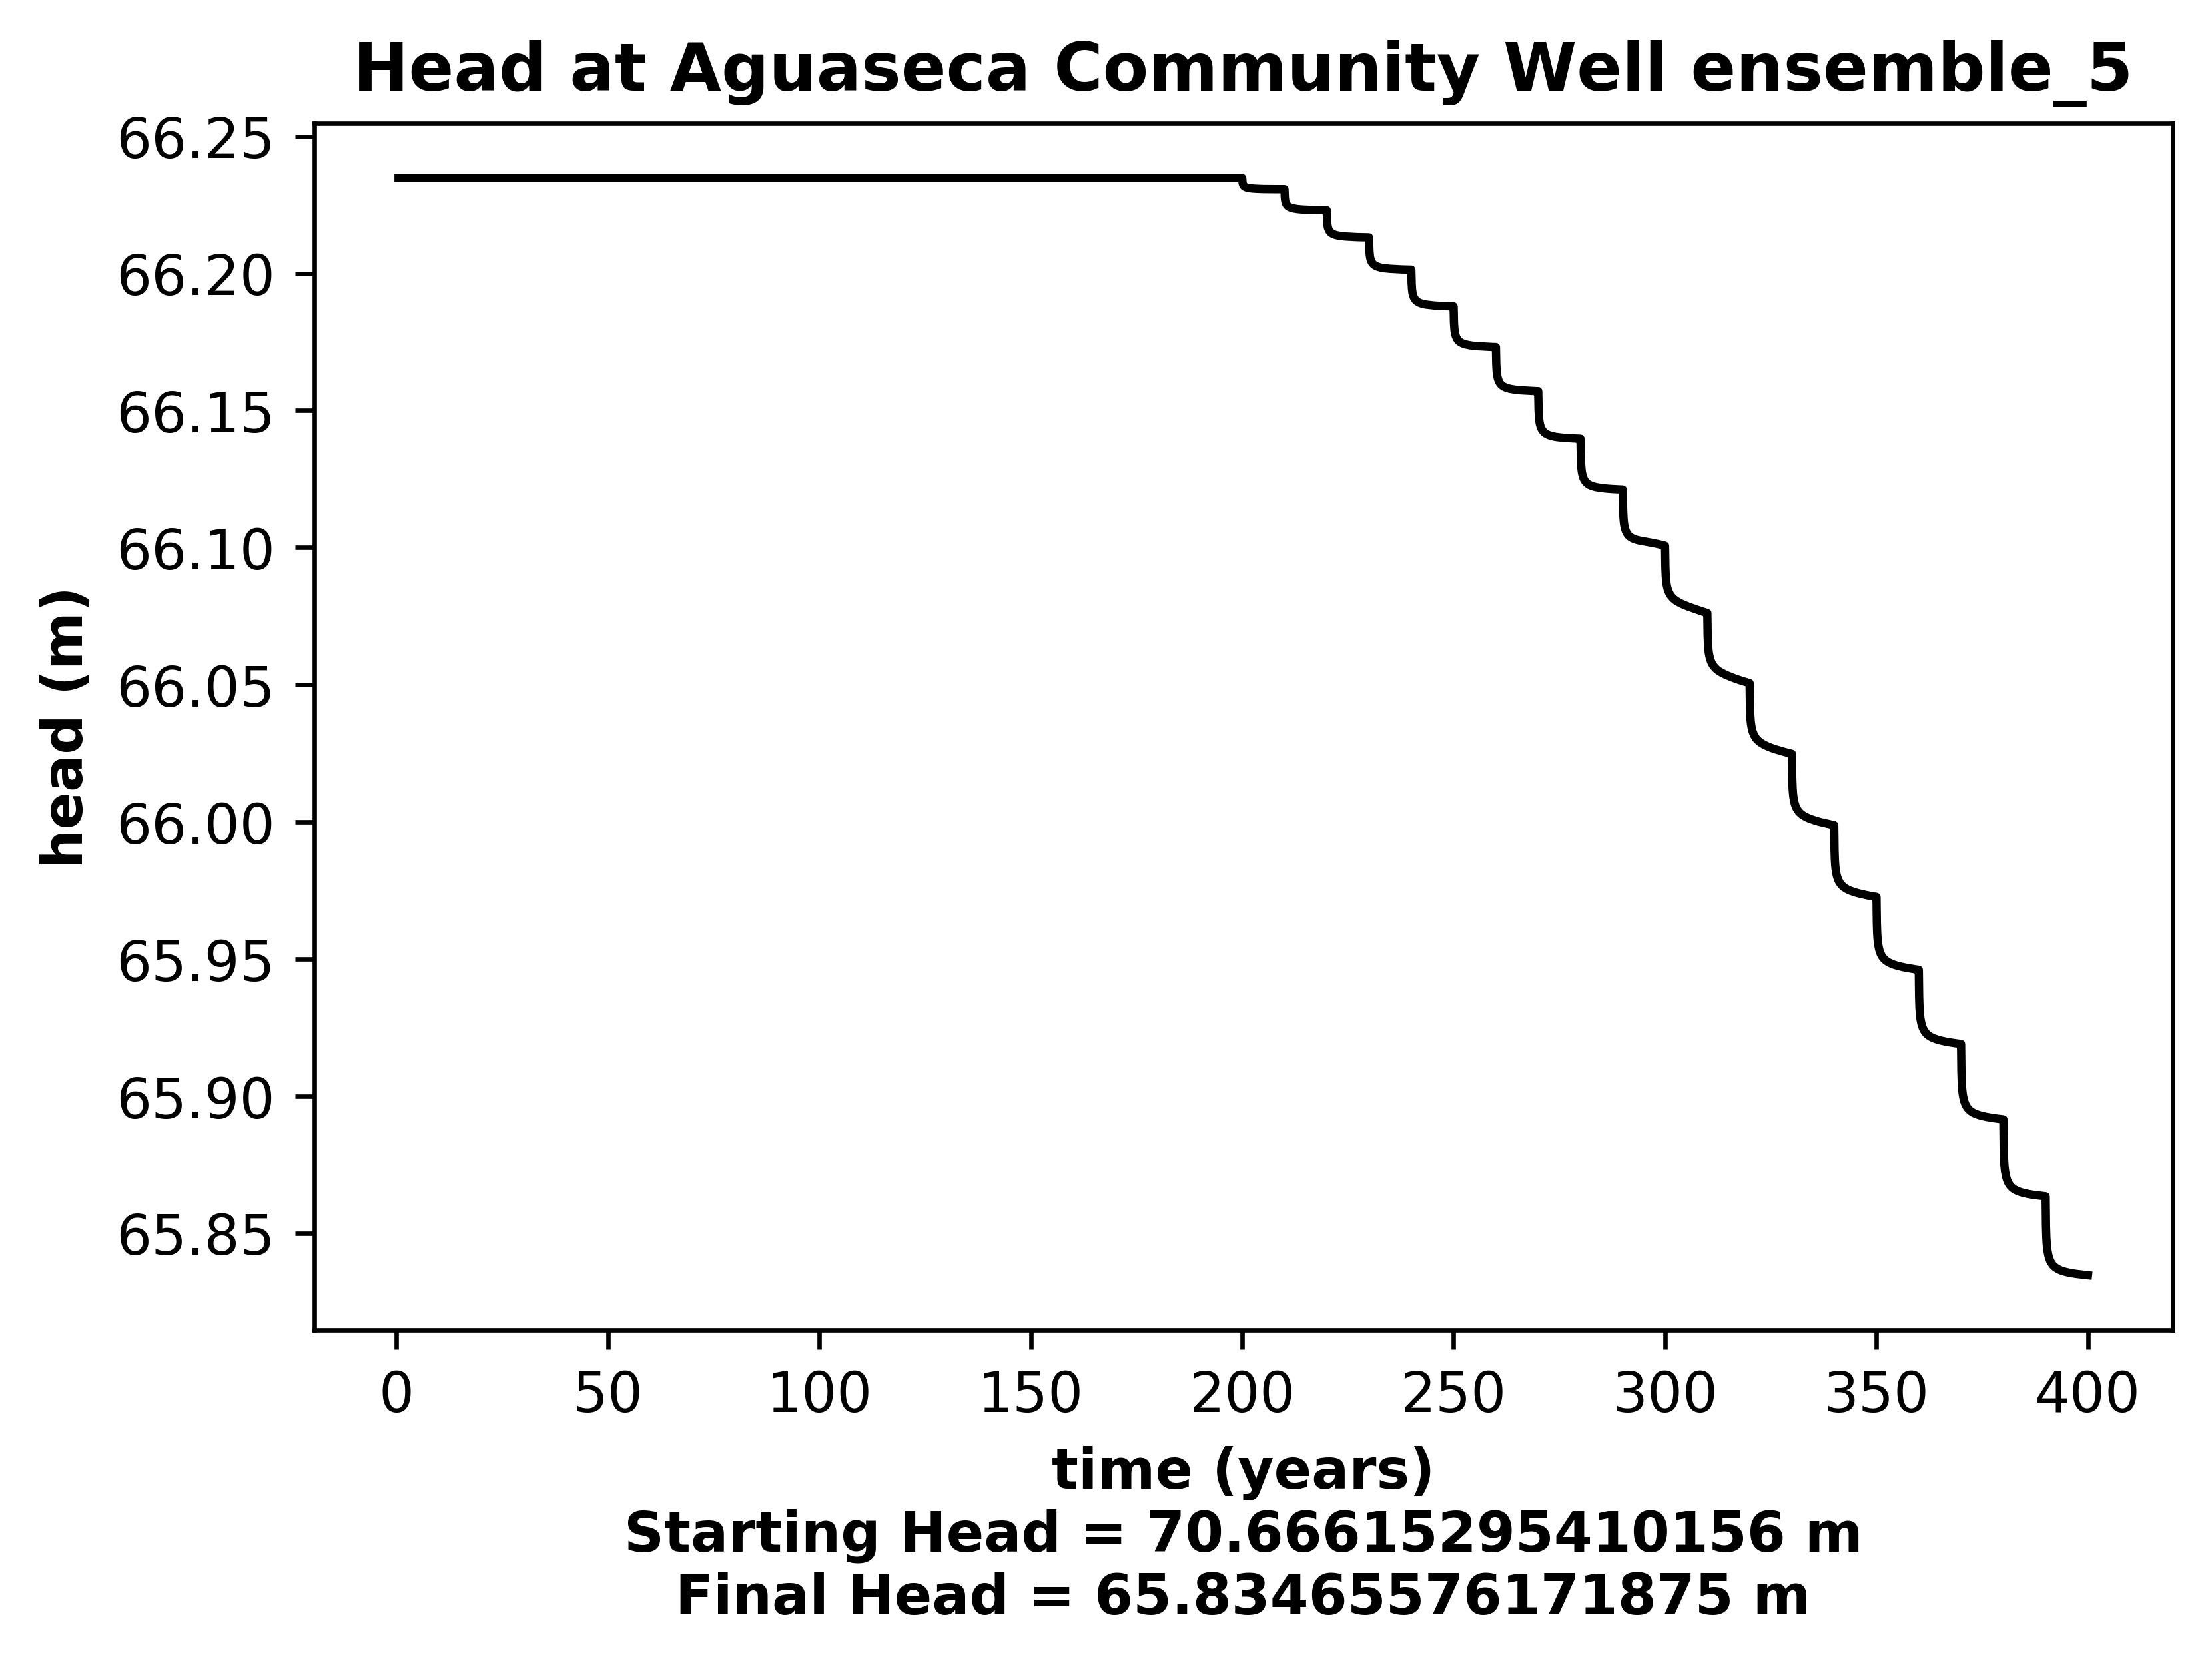 Head at Aguaseca Community Well ensemble_5
66.25
66.20
66.15
66.10
66.05
66.00
65.95
65.90
65.85
head (m)
0 50 100 150 200 250 300 350 400
time (years)
Starting Head = 70.66615295410156 m
Final Head = 65.83465576171875 m